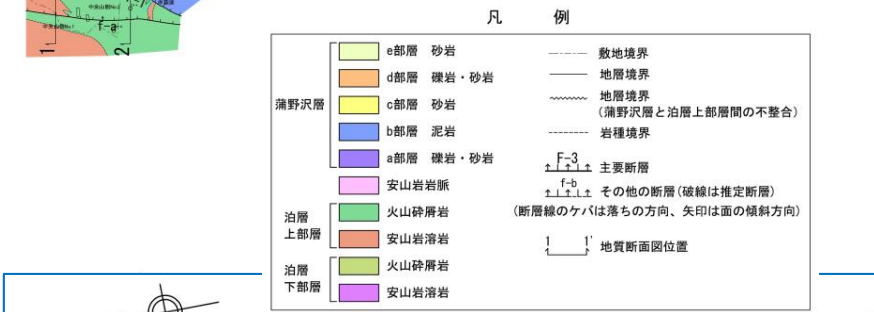 f-a
1
2
凡 例
蒲野沢層
e部層 砂岩
d部層 礫岩・砂岩
c部層 砂岩
b部層 泥岩
a部層 礫岩・砂岩
安山岩岩脈
泊層
上部層
火山砕屑岩
安山岩溶岩
泊層
下部層
火山砕屑岩
安山岩溶岩
敷地境界
地層境界
地層境界
(蒲野沢層と泊層上部層間の不整合)
岩種境界
F-3 主要断層
f-b その他の断層(破線は推定断層)
(断層線のケバは落ちの方向、矢印は面の傾斜方向)
1 1' 地質断面図位置